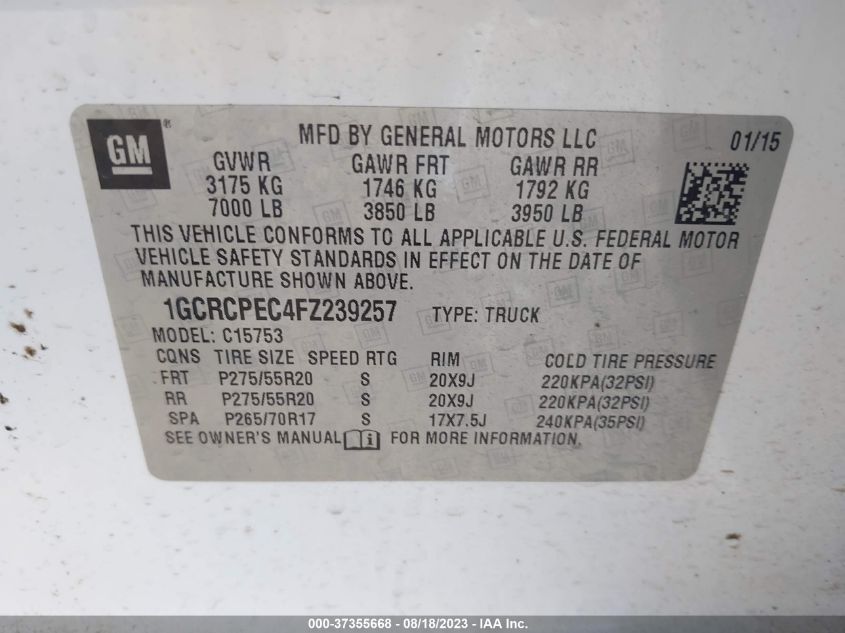 GM ®
MFD BY GENERAL MOTORS LLC 01/15
GVWR GAWR FRT GAWR RR
3175 KG 1746 KG 1792 KG
7000 LB 3850 LB 3950 LB
THIS VEHICLE CONFORMS TO ALL APPLICABLE U.S. FEDERAL MOTOR
VEHICLE SAFETY STANDARDS IN EFFECT ON THE DATE OF
MANUFACTURE SHOWN ABOVE.
1GCRCPEC4FZ239257 TYPE: TRUCK
MODEL: C15753
CQNS TIRE SIZE SPEED RTG RIM COLD TIRE PRESSURE
FRT P275/55R20 S 20X9J 220KPA(32PSI)
RR P275/55R20 S 20X9J 220KPA(32PSI)
SPA P265/70R17 S 17X7.5J 240KPA(35PSI)
SEE OWNER'S MANUAL FOR MORE INFORMATION.
000-37355668 - 08/18/2023 - IAA Inc.